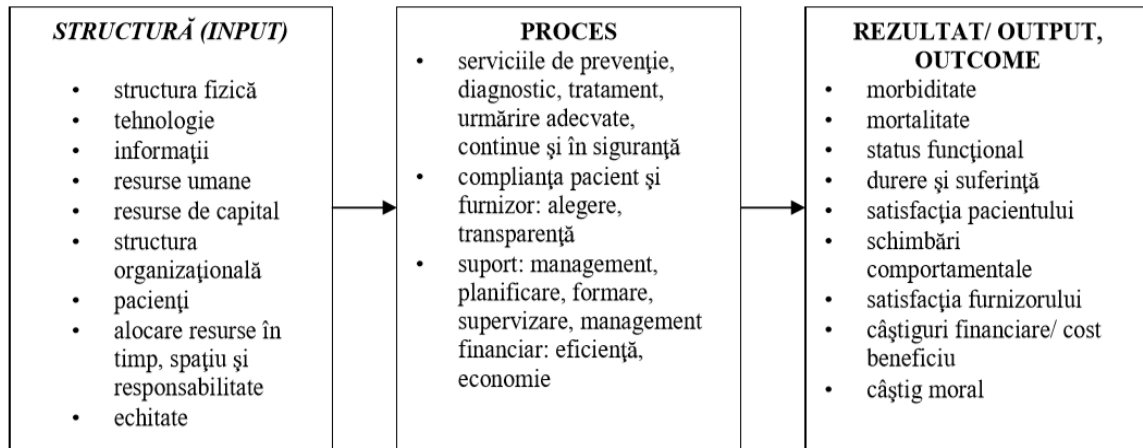 STRUCTURĂ (INPUT)
• structura fizică
• tehnologie
• informaţii
• resurse umane
• resurse de capital
• structura
organizaţională
• pacienţi
• alocare resurse în
timp, spaţiu şi
responsabilitate
• echitate
PROCES
• serviciile de prevenţie,
diagnostic, tratament,
urmărire adecvate,
continue şi în siguranţă
• complianţa pacient şi
furnizor: alegere,
transparenţă
• suport: management,
planificare, formare,
supervizare, management
financiar: eficienţă,
economie
REZULTAT/ OUTPUT,
OUTCOME
• morbiditate
• mortalitate
• status funcţional
• durere şi suferinţă
• satisfacţia pacientului
• schimbări
comportamentale
• satisfacţia furnizorului
• câştiguri financiare/ cost
beneficiu
• câştig moral